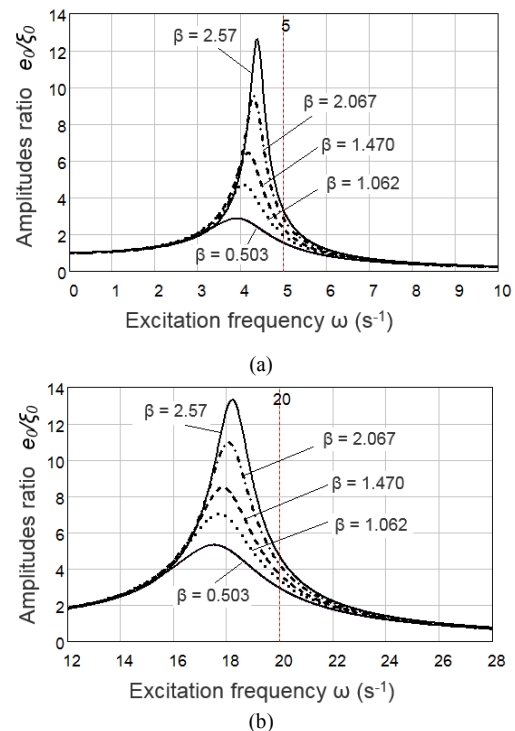 14
12
10
8
6
4
2
0
Amplitudes ratio e₀/ξ₀
5
β = 2.57
β = 2.067
β = 1.470
β = 1.062
β = 0.503
0 1 2 3 4 5 6 7 8 9 10
Excitation frequency ω (s⁻¹)
(a)
14
12
10
8
6
4
2
0
Amplitudes ratio e₀/ξ₀
20
β = 2.57
β = 2.067
β = 1.470
β = 1.062
β = 0.503
12 14 16 18 20 22 24 26 28
Excitation frequency ω (s⁻¹)
(b)